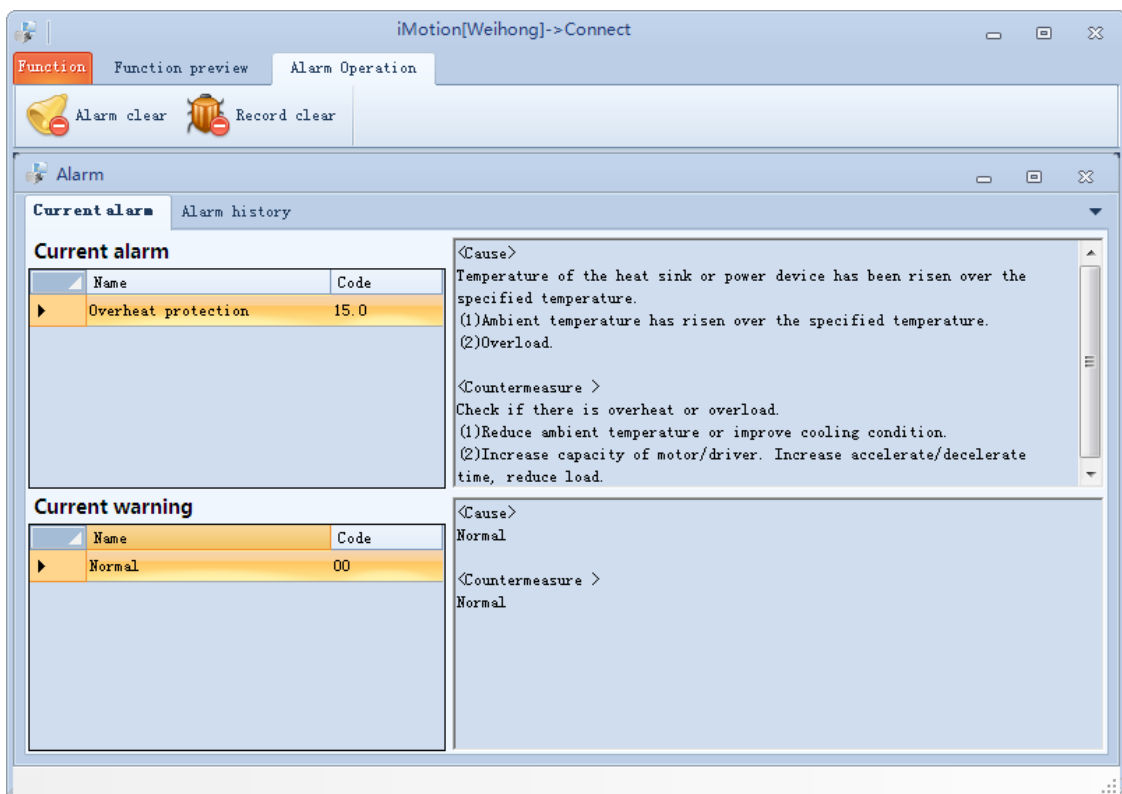 iMotion[Weihong]->Connect
Function
Function preview
Alarm Operation
Alarm clear
Record clear
Alarm
Current alarm
Alarm history
Current alarm
Name Code
Overheat protection 15.0
<Cause>
Temperature of the heat sink or power device has been risen over the
specified temperature.
(1)Ambient temperature has risen over the specified temperature.
(2)Overload.
<Countermeasure >
Check if there is overheat or overload.
(1)Reduce ambient temperature or improve cooling condition.
(2)Increase capacity of motor/driver. Increase accelerate/decelerate
time, reduce load.
Current warning
Name Code
Normal 00
<Cause>
Normal
<Countermeasure >
Normal